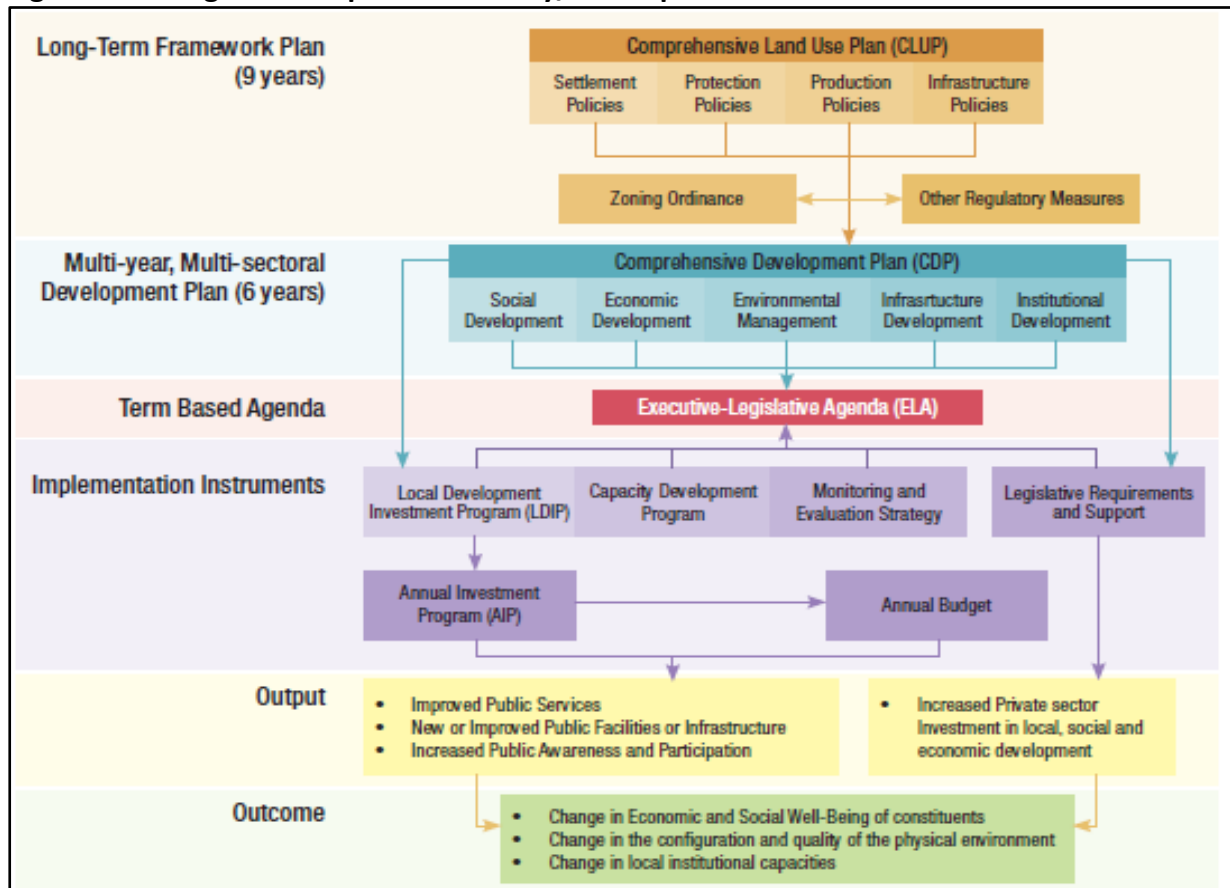 Long-Term Framework Plan
(9 years)
Comprehensive Land Use Plan (CLUP)
Settlement
Policies
Protection
Policies
Production
Policies
Infrastructure
Policies
Zoning Ordinance
Other Regulatory Measures
Multi-year, Multi-sectoral
Development Plan (6 years)
Comprehensive Development Plan (CDP)
Social
Development
Economic
Development
Environmental
Management
Infrasrtucture
Development
Institutional
Development
Term Based Agenda
Executive-Legislative Agenda (ELA)
Implementation Instruments
Local Development
Investment Program (LDIP)
Capacity Development
Program
Monitoring and
Evaluation Strategy
Legislative Requirements
and Support
Annual Investment
Program (AIP)
Annual Budget
Output
• Improved Public Services
• New or Improved Public Facilities or Infrastructure
• Increased Public Awareness and Participation
• Increased Private sector
Investment in local, social and
economic development
Outcome
• Change in Economic and Social Well-Being of constituents
• Change in the configuration and quality of the physical environment
• Change in local institutional capacities